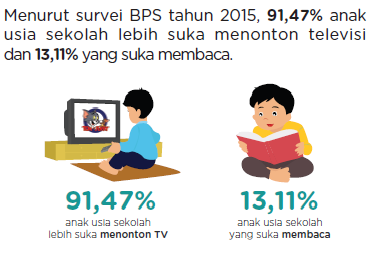 Menurut survei BPS tahun 2015, 91,47% anak
usia sekolah lebih suka menonton televisi
dan 13,11% yang suka membaca.
91,47%
anak usia sekolah
lebih suka menonton TV
13,11%
anak usia sekolah
yang suka membaca